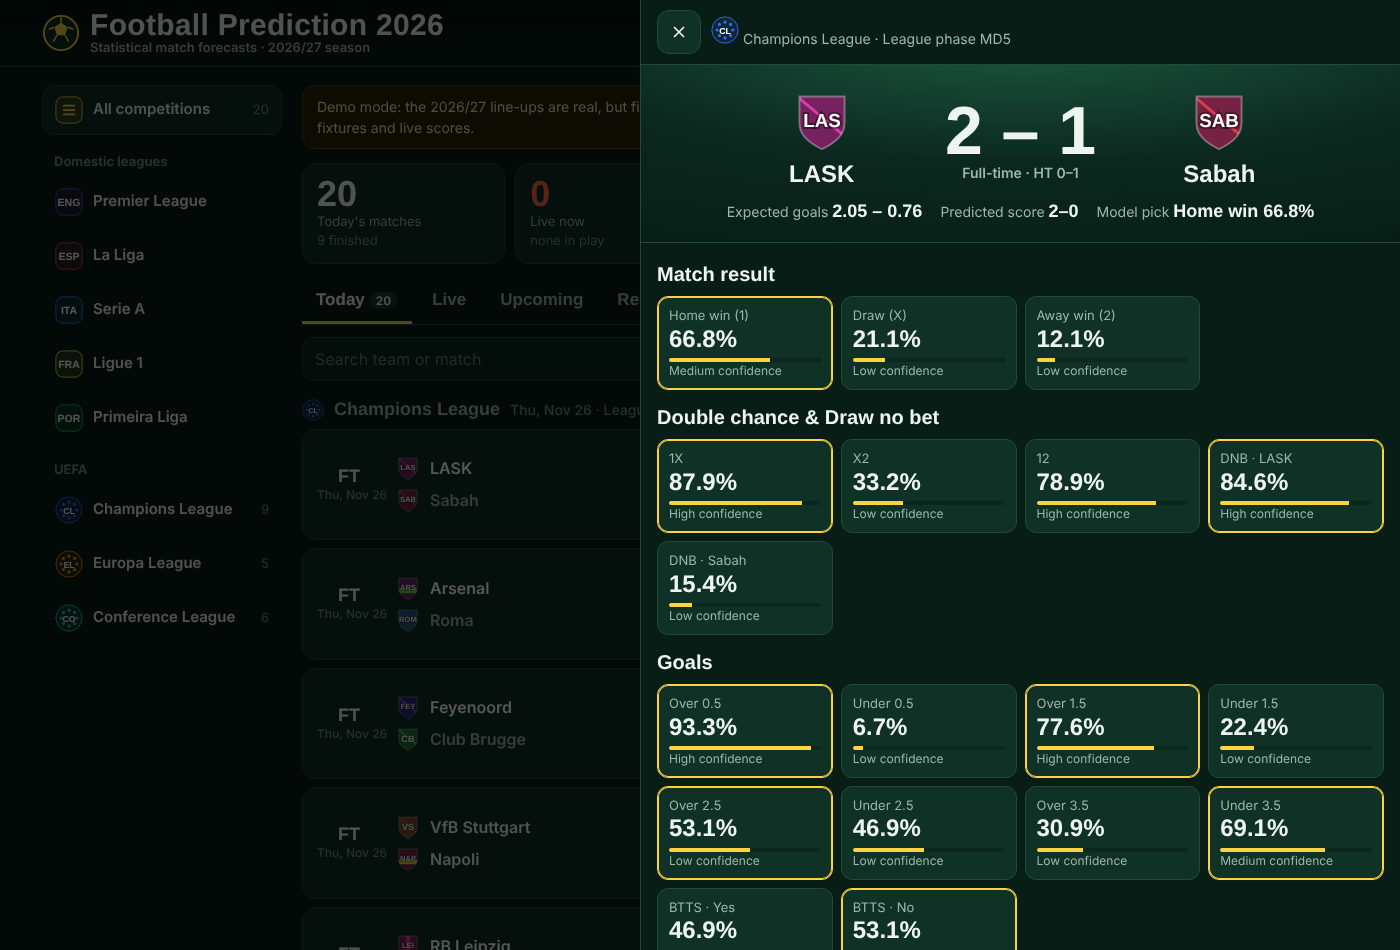 Football Prediction 2026
Statistical match forecasts · 2026/27 season
All competitions 20
Domestic leagues
ENG Premier League
ESP La Liga
ITA Serie A
FRA Ligue 1
POR Primeira Liga
UEFA
CL Champions League 9
EL Europa League 5
CO Conference League 6
Demo mode: the 2026/27 line-ups are real, but fi
fixtures and live scores.
20
Today's matches
9 finished
0
Live now
none in play
Today 20 Live Upcoming Re
Search team or match
CL Champions League Thu, Nov 26 · Leagu
FT
Thu, Nov 26
LAS LASK
SAB Sabah
FT
Thu, Nov 26
ARS Arsenal
ROM Roma
FT
Thu, Nov 26
FEY Feyenoord
CB Club Brugge
FT
Thu, Nov 26
VS VfB Stuttgart
NAP Napoli
FT
LEI RB Leipzig
× CL Champions League · League phase MD5
LAS
LASK
2 – 1
Full-time · HT 0–1
SAB
Sabah
Expected goals 2.05 – 0.76 Predicted score 2–0 Model pick Home win 66.8%
Match result
Home win (1)
66.8%
Medium confidence
Draw (X)
21.1%
Low confidence
Away win (2)
12.1%
Low confidence
Double chance & Draw no bet
1X
87.9%
High confidence
X2
33.2%
Low confidence
12
78.9%
High confidence
DNB · LASK
84.6%
High confidence
DNB · Sabah
15.4%
Low confidence
Goals
Over 0.5
93.3%
High confidence
Under 0.5
6.7%
Low confidence
Over 1.5
77.6%
High confidence
Under 1.5
22.4%
Low confidence
Over 2.5
53.1%
Low confidence
Under 2.5
46.9%
Low confidence
Over 3.5
30.9%
Low confidence
Under 3.5
69.1%
Medium confidence
BTTS · Yes
46.9%
BTTS · No
53.1%